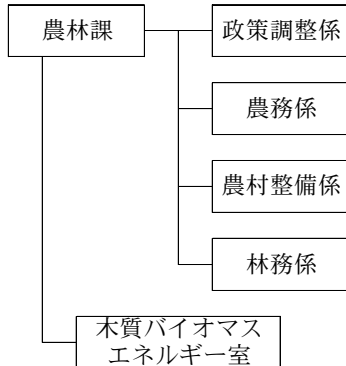 農林課
政策調整係
農務係
農村整備係
林務係
木質バイオマス
エネルギー室